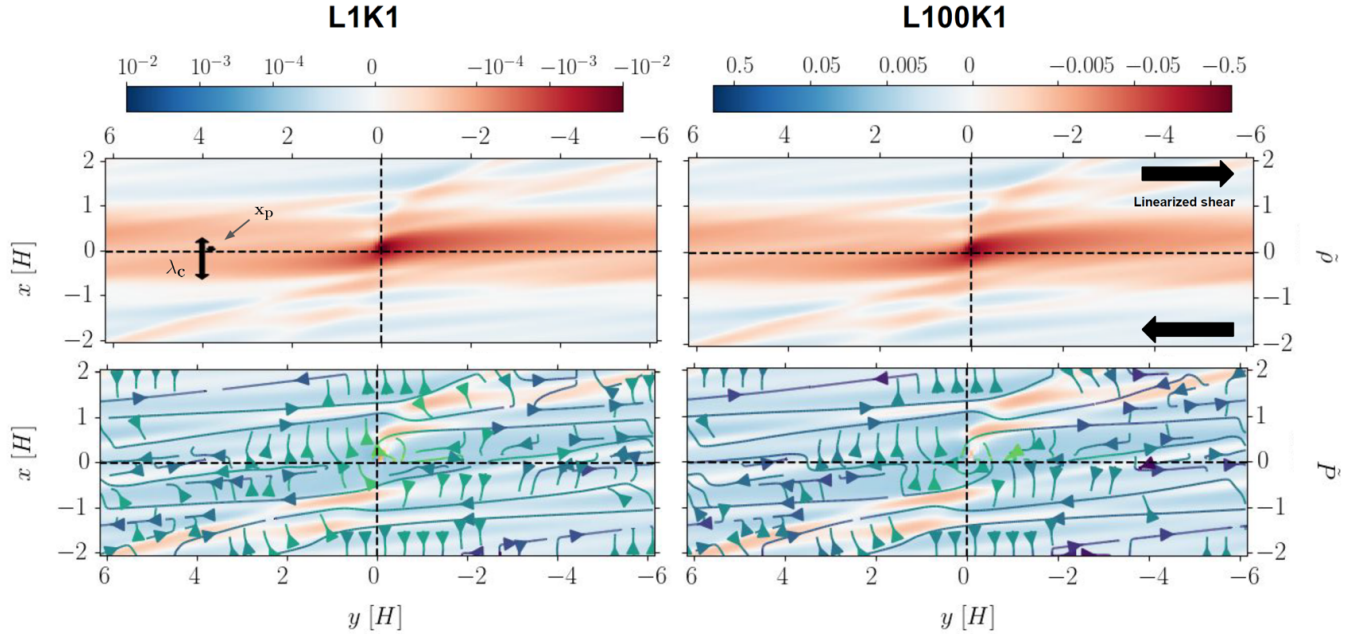 L1K1 L100K1
10⁻² 10⁻³ 10⁻⁴ 0 −10⁻⁴ −10⁻³ −10⁻² 0.5 0.05 0.005 0 −0.005 −0.05 −0.5
6 4 2 0 −2 −4 −6 6 4 2 0 −2 −4 −6
2 2
Linearized shear
1 1
x_p
0 0
λ_c
−1 −1
−2 −2
x [H] ρ̃
2 2
1 1
0 0
−1 −1
−2 −2
x [H] P̃
6 4 2 0 −2 −4 −6 6 4 2 0 −2 −4 −6
y [H] y [H]